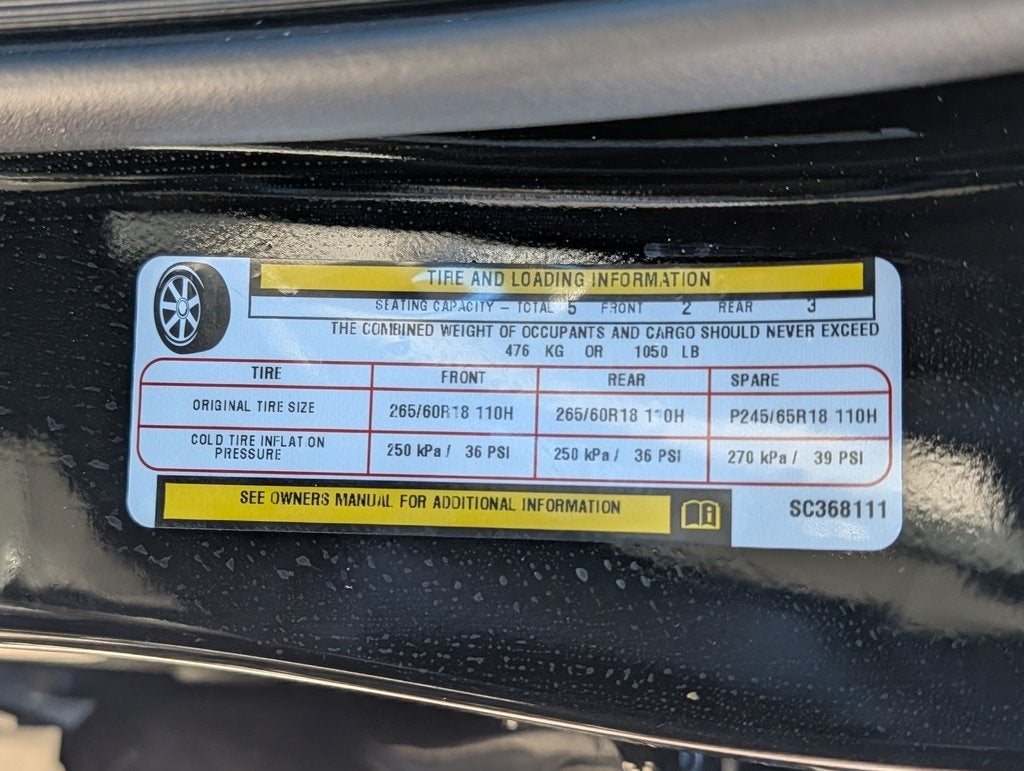 TIRE AND LOADING INFORMATION
SEATING CAPACITY – TOTAL 5 FRONT 2 REAR 3
THE COMBINED WEIGHT OF OCCUPANTS AND CARGO SHOULD NEVER EXCEED
476 KG OR 1050 LB
TIRE FRONT REAR SPARE
ORIGINAL TIRE SIZE 265/60R18 110H 265/60R18 110H P245/65R18 110H
COLD TIRE INFLATION
PRESSURE 250 kPa / 36 PSI 250 kPa / 36 PSI 270 kPa / 39 PSI
SEE OWNERS MANUAL FOR ADDITIONAL INFORMATION
SC368111